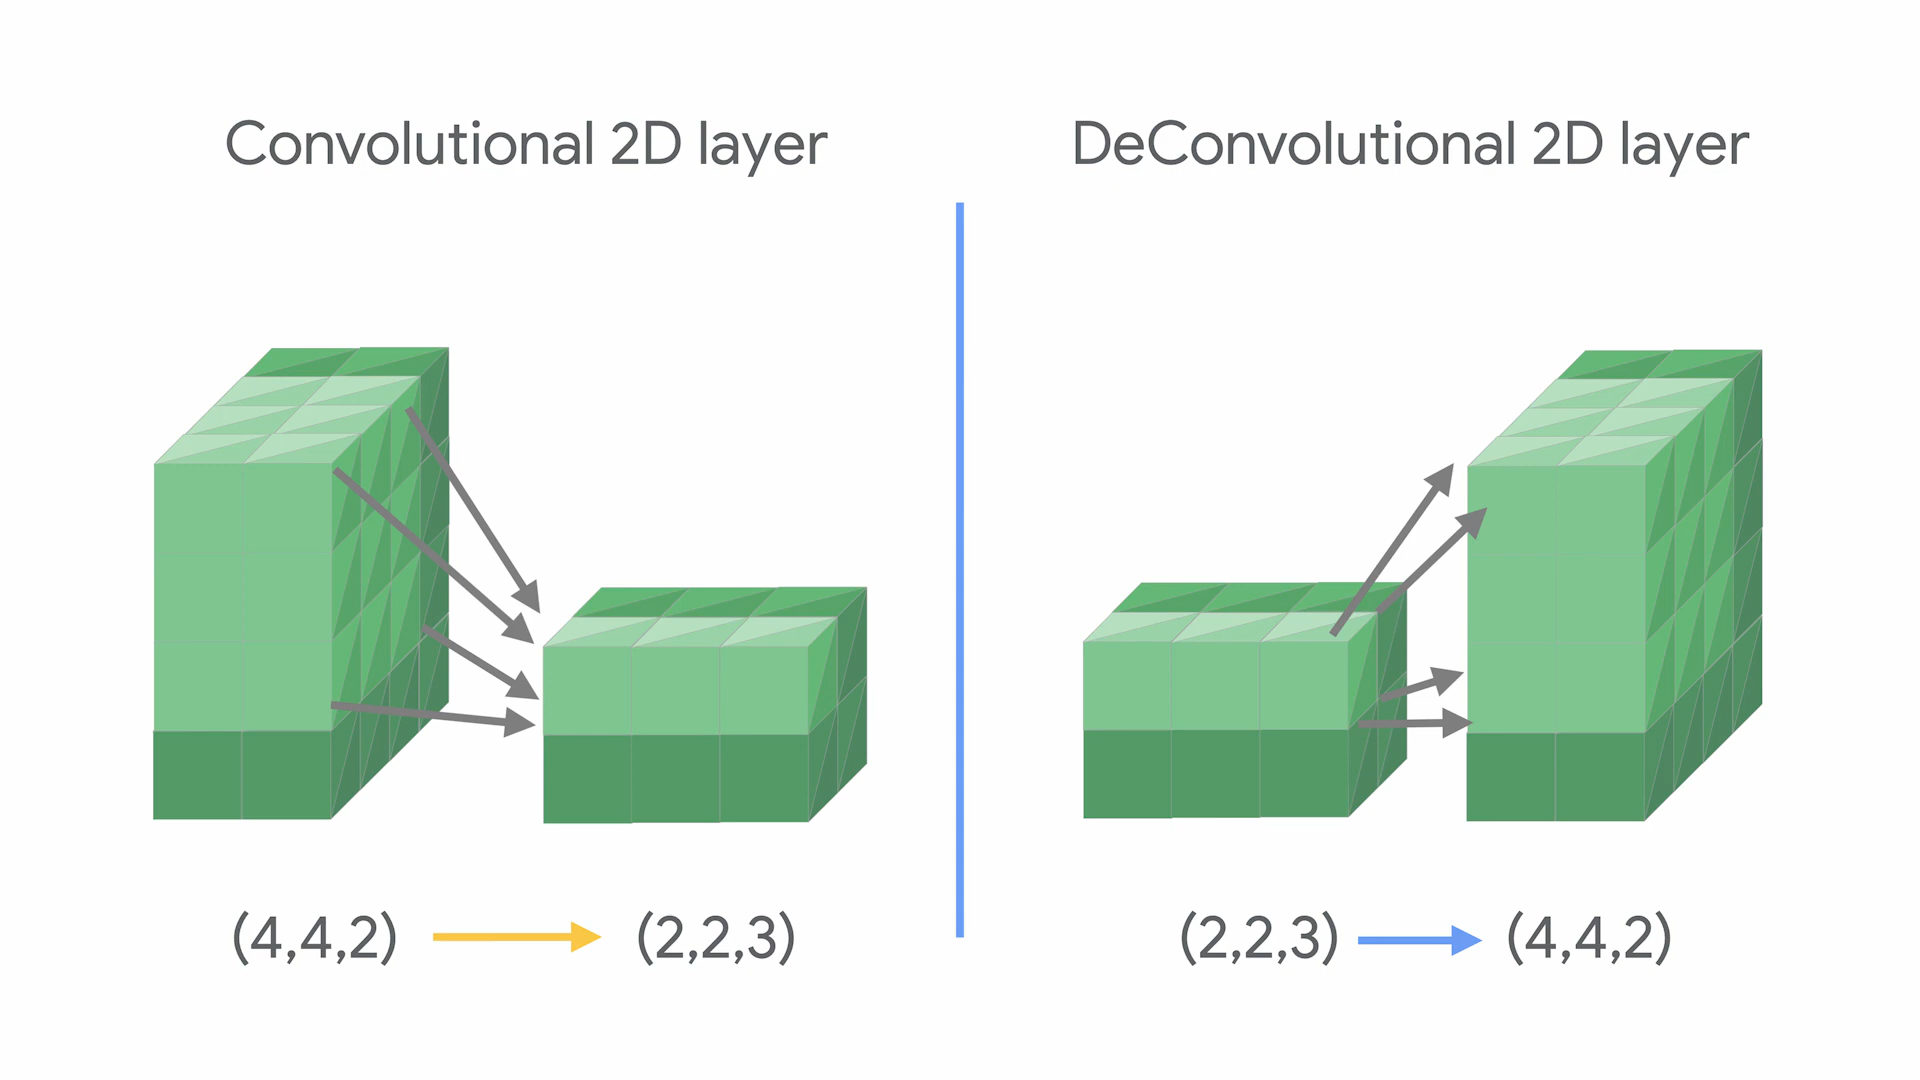 Convolutional 2D layer
DeConvolutional 2D layer
(4,4,2)
(2,2,3)
(2,2,3)
(4,4,2)